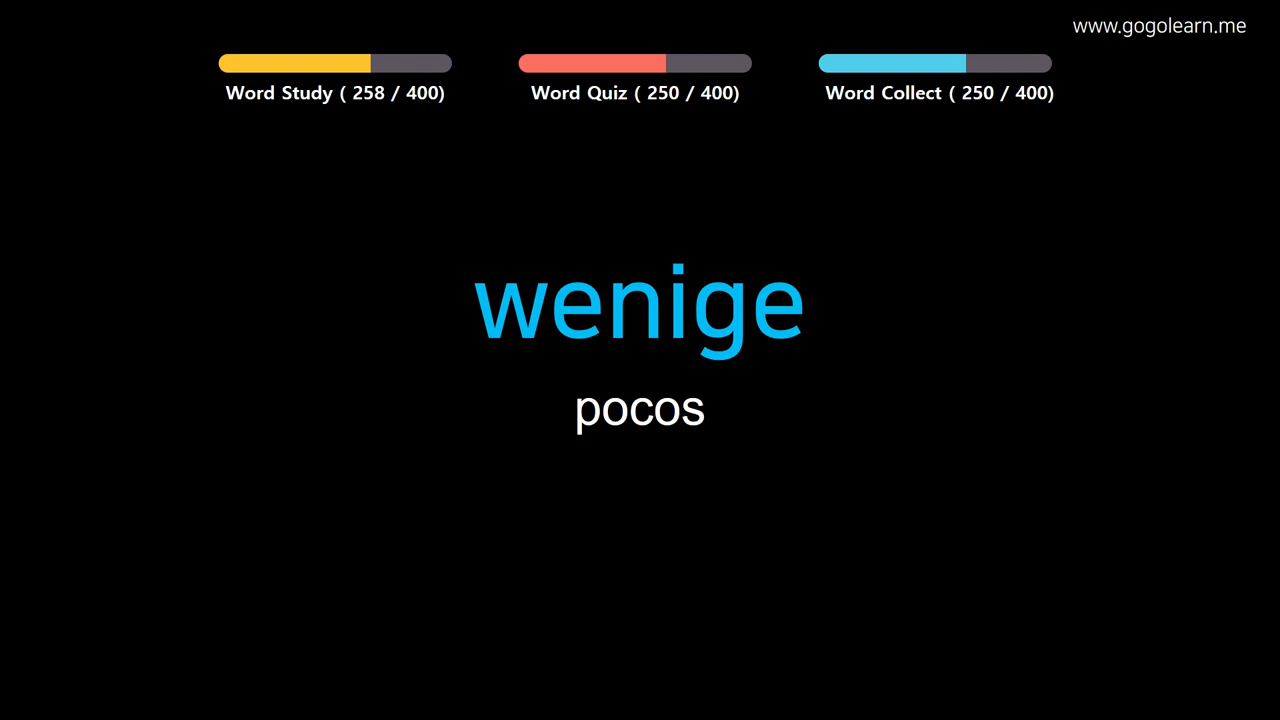 www.gogolearn.me
Word Study ( 258 / 400)
Word Quiz ( 250 / 400)
Word Collect ( 250 / 400)
wenige
pocos